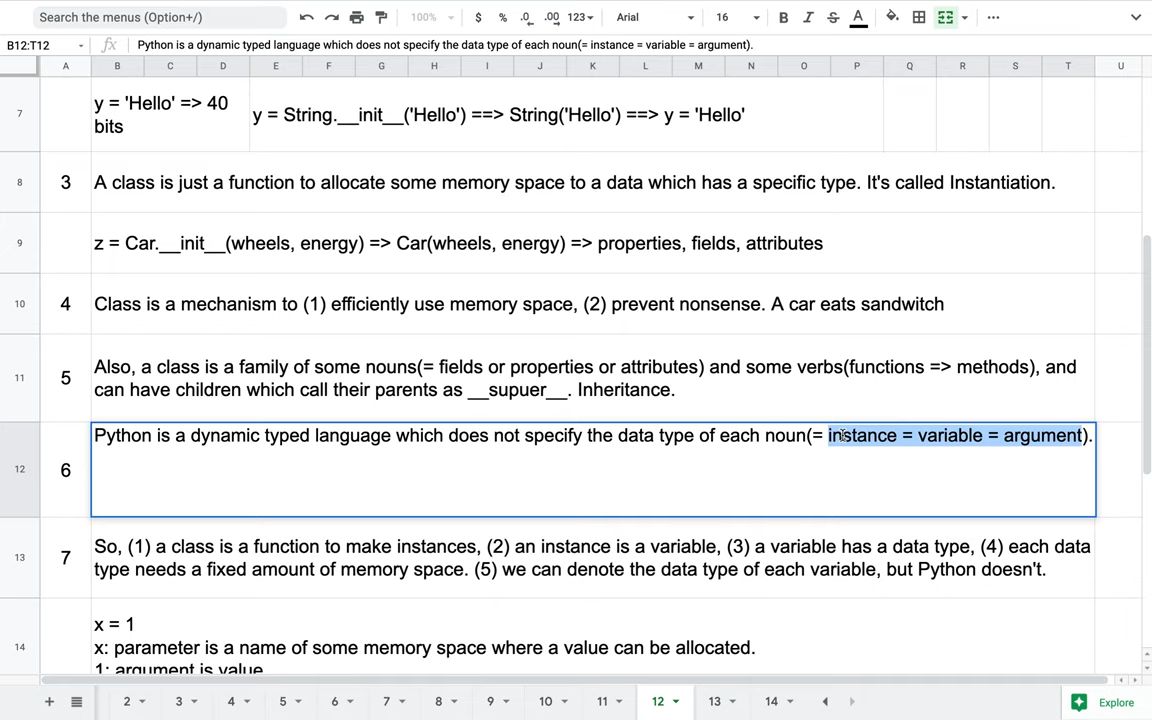 Search the menus (Option+/)
100%
$ % .0 .00 123
Arial
16
B I S A
B12:T12
fx
Python is a dynamic typed language which does not specify the data type of each noun(= instance = variable = argument).
A B C D E F G H I J K L M N O P Q R S T U
7
y = 'Hello' => 40
bits
y = String.__init__('Hello') ==> String('Hello') ==> y = 'Hello'
8
3
A class is just a function to allocate some memory space to a data which has a specific type. It's called Instantiation.
9
z = Car.__init__(wheels, energy) => Car(wheels, energy) => properties, fields, attributes
10
4
Class is a mechanism to (1) efficiently use memory space, (2) prevent nonsense. A car eats sandwitch
11
5
Also, a class is a family of some nouns(= fields or properties or attributes) and some verbs(functions => methods), and
can have children which call their parents as __supuer__. Inheritance.
12
6
Python is a dynamic typed language which does not specify the data type of each noun(= instance = variable = argument).
13
7
So, (1) a class is a function to make instances, (2) an instance is a variable, (3) a variable has a data type, (4) each data
type needs a fixed amount of memory space. (5) we can denote the data type of each variable, but Python doesn't.
14
x = 1
x: parameter is a name of some memory space where a value can be allocated.
1: argument is value
2 3 4 5 6 7 8 9 10 11 12 13 14
Explore